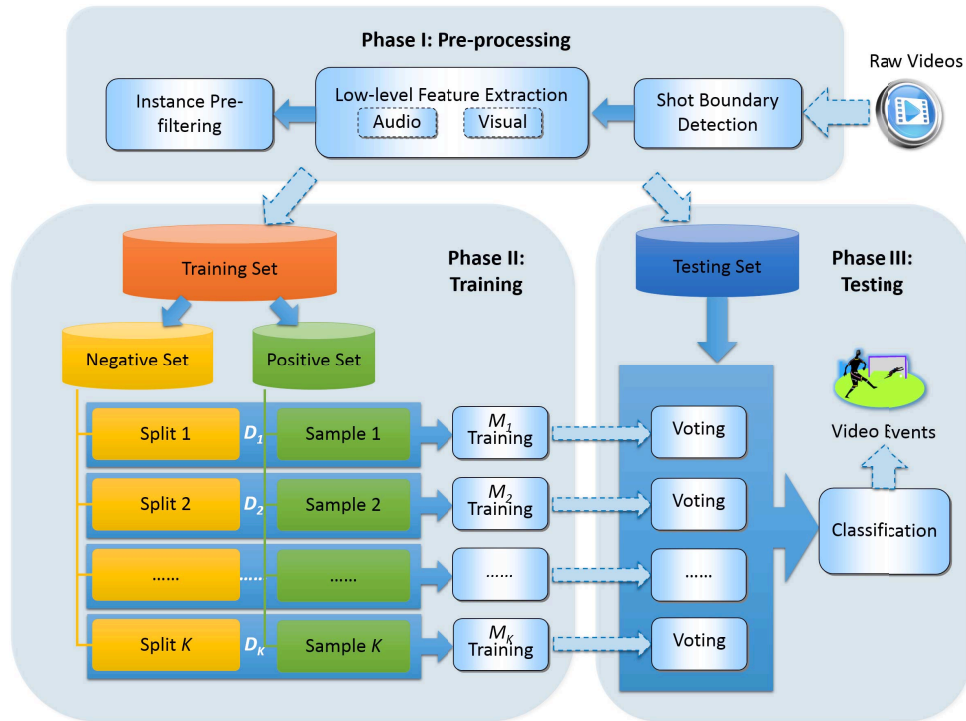 Phase I: Pre-processing
Raw Videos
Instance Pre-
filtering
Low-level Feature Extraction
Audio
Visual
Shot Boundary
Detection
Training Set
Phase II:
Training
Negative Set
Positive Set
Split 1
D1
Sample 1
M1
Training
Split 2
D2
Sample 2
M2
Training
......
......
......
......
Split K
DK
Sample K
MK
Training
Testing Set
Phase III:
Testing
Voting
Voting
......
Voting
Video Events
Classification